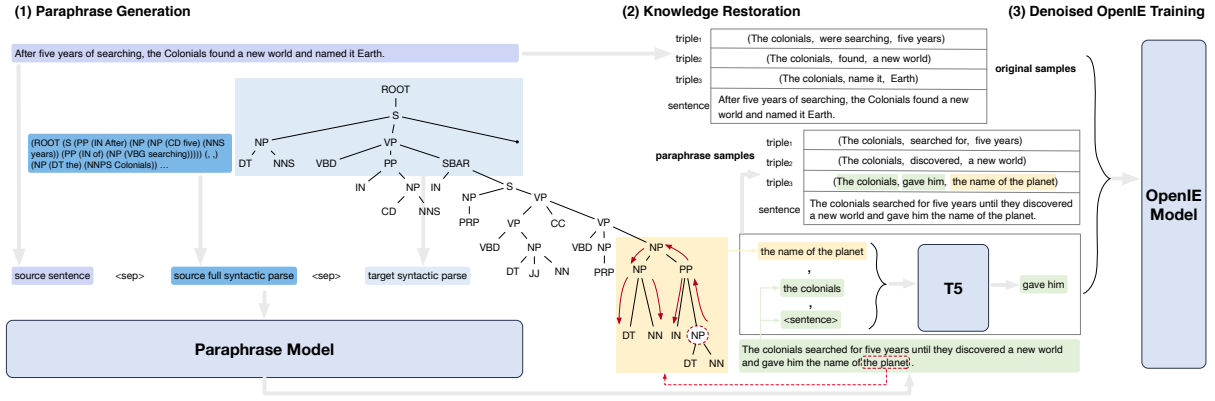 (1) Paraphrase Generation
(2) Knowledge Restoration
(3) Denoised OpenIE Training
After five years of searching, the Colonials found a new world and named it Earth.
(ROOT (S (PP (IN After) (NP (NP (CD five) (NNS
years)) (PP (IN of) (NP (VBG searching))))) (, ,)
(NP (DT the) (NNPS Colonials)) ...
ROOT
S
NP VP .
DT NNS VBD PP SBAR
IN NP IN S
CD NNS NP VP
PRP VP CC VP
VBD NP VBD NP NP
DT JJ NN PRP NP PP
DT NN IN NP
DT NN
source sentence <sep> source full syntactic parse <sep> target syntactic parse
Paraphrase Model
triple1 (The colonials, were searching, five years)
triple2 (The colonials, found, a new world)
triple3 (The colonials, name it, Earth)
sentence After five years of searching, the Colonials found a new
world and named it Earth.
original samples
paraphrase samples
triple1 (The colonials, searched for, five years)
triple2 (The colonials, discovered, a new world)
triple3 (The colonials, gave him, the name of the planet)
sentence The colonials searched for five years until they discovered
a new world and gave him the name of the planet.
the name of the planet
,
the colonials
,
<sentence>
T5
gave him
The colonials searched for five years until they discovered a new world
and gave him the name of the planet.
OpenIE
Model